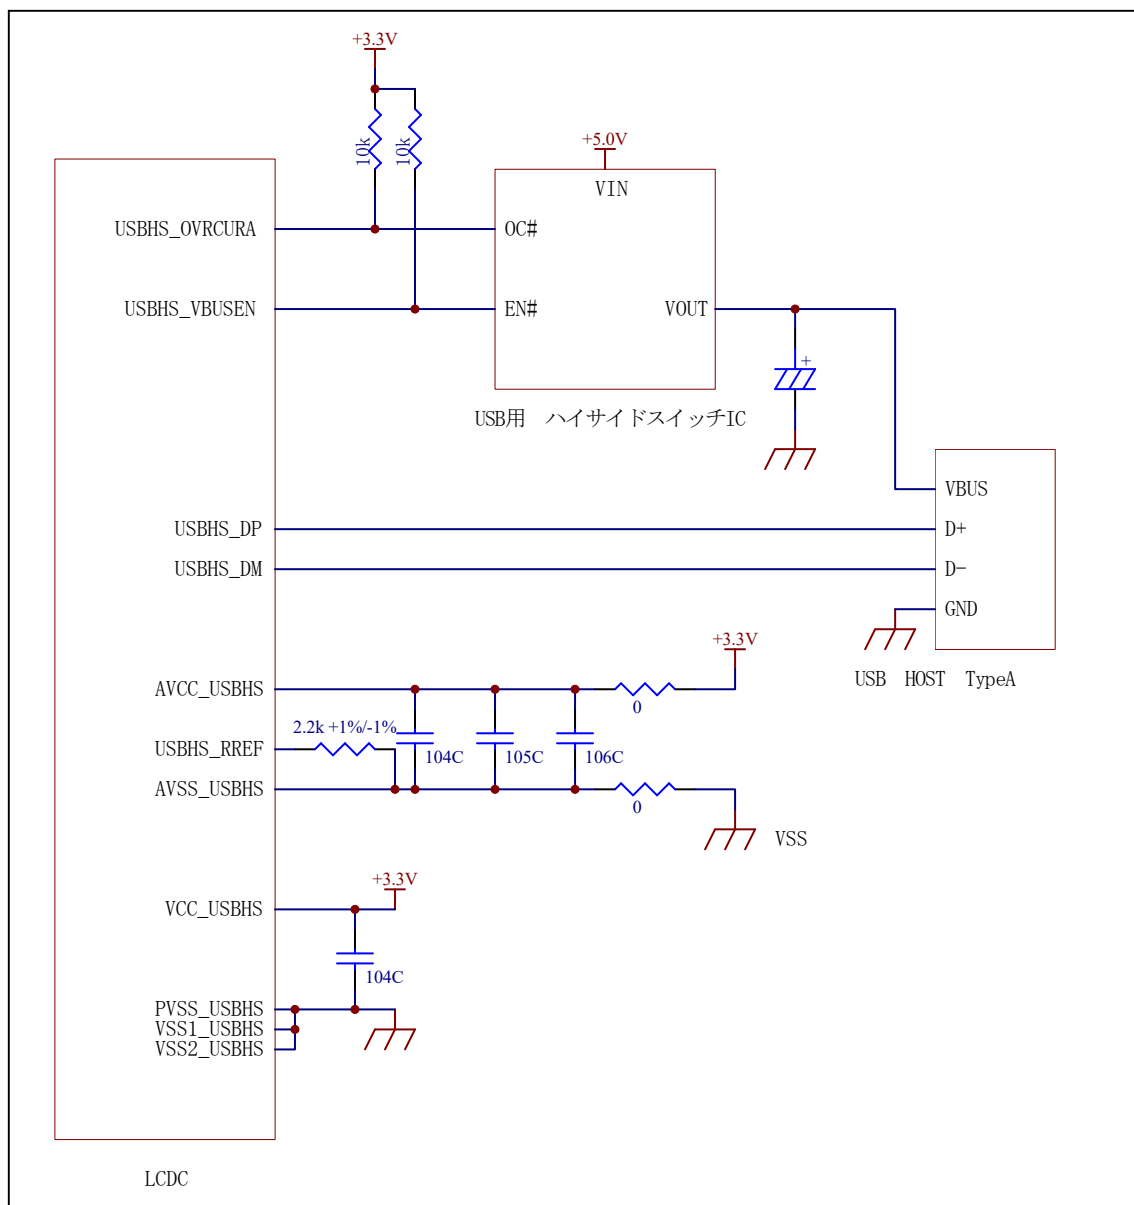 +3.3V
10k
10k
+5.0V
VIN
USBHS_OVRCURA
OC#
USBHS_VBUSEN
EN#
VOUT
+
USB用 ハイサイドスイッチIC
VBUS
USBHS_DP
D+
USBHS_DM
D-
GND
+3.3V
USB HOST TypeA
AVCC_USBHS
0
2.2k +1%/-1%
USBHS_RREF
104C
105C
106C
AVSS_USBHS
0
VSS
+3.3V
VCC_USBHS
104C
PVSS_USBHS
VSS1_USBHS
VSS2_USBHS
LCDC